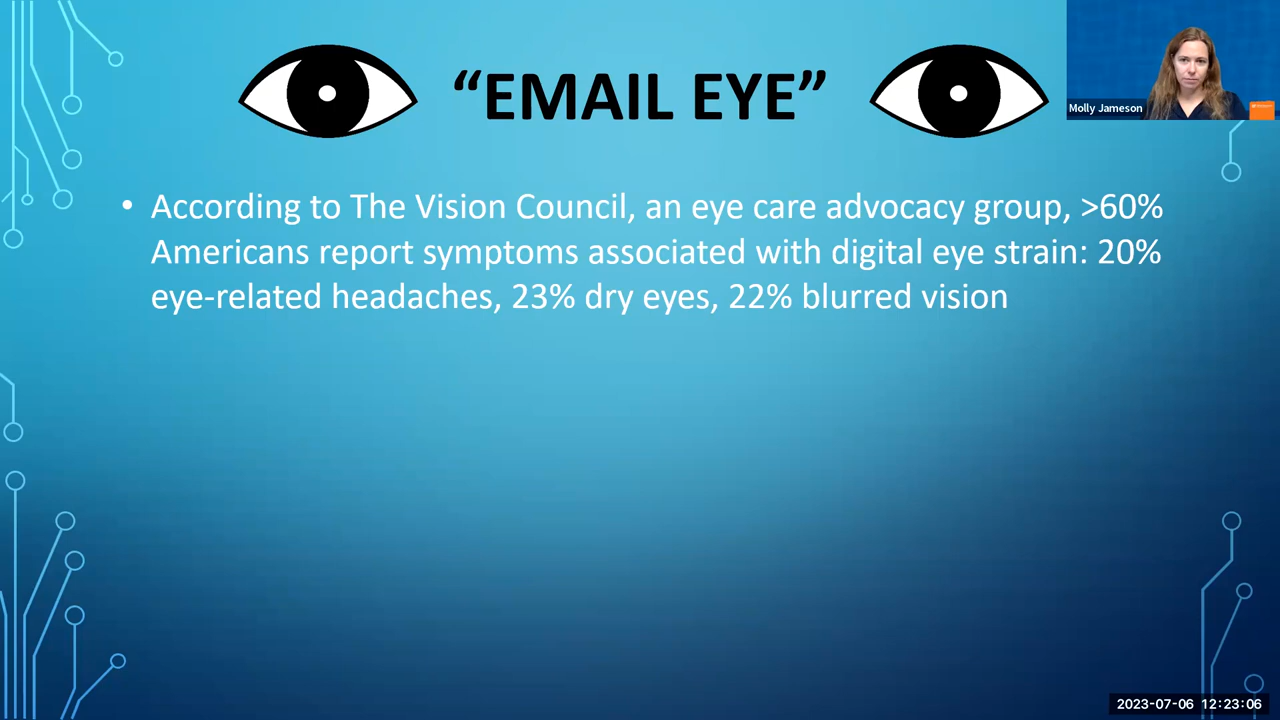 “EMAIL EYE”
Molly Jameson
• According to The Vision Council, an eye care advocacy group, >60%
Americans report symptoms associated with digital eye strain: 20%
eye-related headaches, 23% dry eyes, 22% blurred vision
2023-07-06 12:23:06